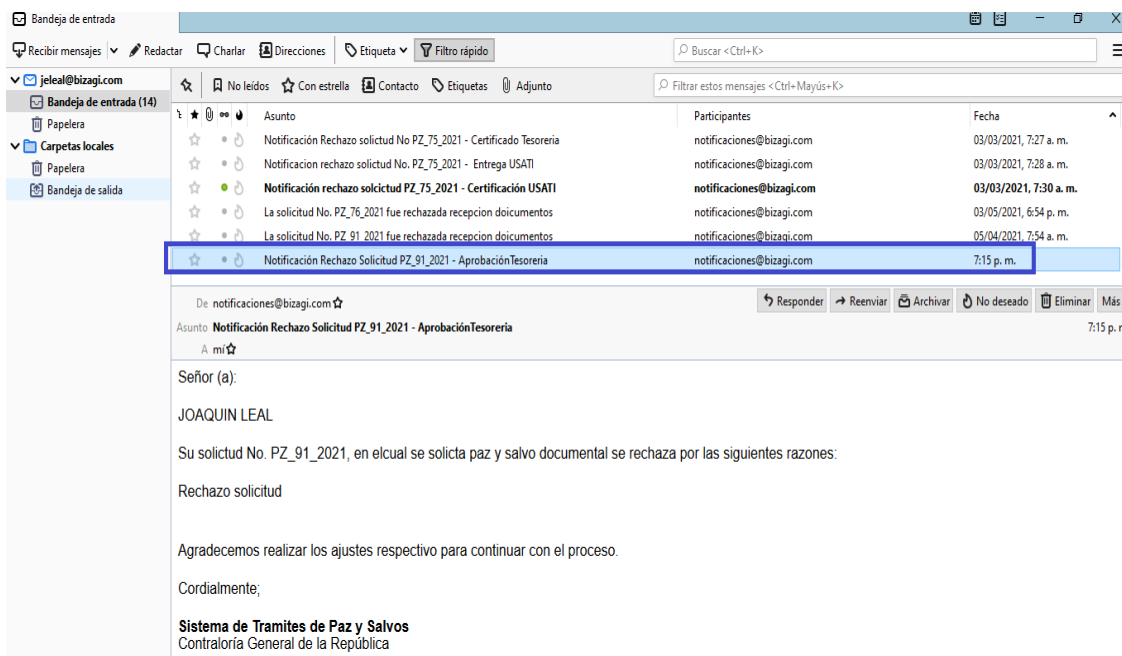 Bandeja de entrada
Recibir mensajes Redactar Charlar Direcciones Etiqueta Filtro rápido Buscar <Ctrl+K>
jeleal@bizagi.com
Bandeja de entrada (14)
Papelera
Carpetas locales
Papelera
Bandeja de salida
No leídos Con estrella Contacto Etiquetas Adjunto Filtrar estos mensajes <Ctrl+Mayús+K>
Asunto Participantes Fecha
Notificación Rechazo solictud No PZ_75_2021 - Certificado Tesoreria notificaciones@bizagi.com 03/03/2021, 7:27 a. m.
Notificacion rechazo solictud No. PZ_75_2021 - Entrega USATI notificaciones@bizagi.com 03/03/2021, 7:28 a. m.
Notificación rechazo solcictud PZ_75_2021 - Certificación USATI notificaciones@bizagi.com 03/03/2021, 7:30 a. m.
La solicitud No. PZ_76_2021 fue rechazada recepcion doicumentos notificaciones@bizagi.com 03/05/2021, 6:54 p. m.
La solicitud No. PZ_91_2021 fue rechazada recepcion doicumentos notificaciones@bizagi.com 05/04/2021, 7:54 a. m.
Notificación Rechazo Solicitud PZ_91_2021 - AprobaciónTesoreria notificaciones@bizagi.com 7:15 p. m.
De notificaciones@bizagi.com Responder Reenviar Archivar No deseado Eliminar Más
Asunto Notificación Rechazo Solicitud PZ_91_2021 - AprobaciónTesoreria 7:15 p.
A mí
Señor (a):
JOAQUIN LEAL
Su solictud No. PZ_91_2021, en elcual se solicta paz y salvo documental se rechaza por las siguientes razones:
Rechazo solicitud
Agradecemos realizar los ajustes respectivo para continuar con el proceso.
Cordialmente;
Sistema de Tramites de Paz y Salvos
Contraloría General de la República